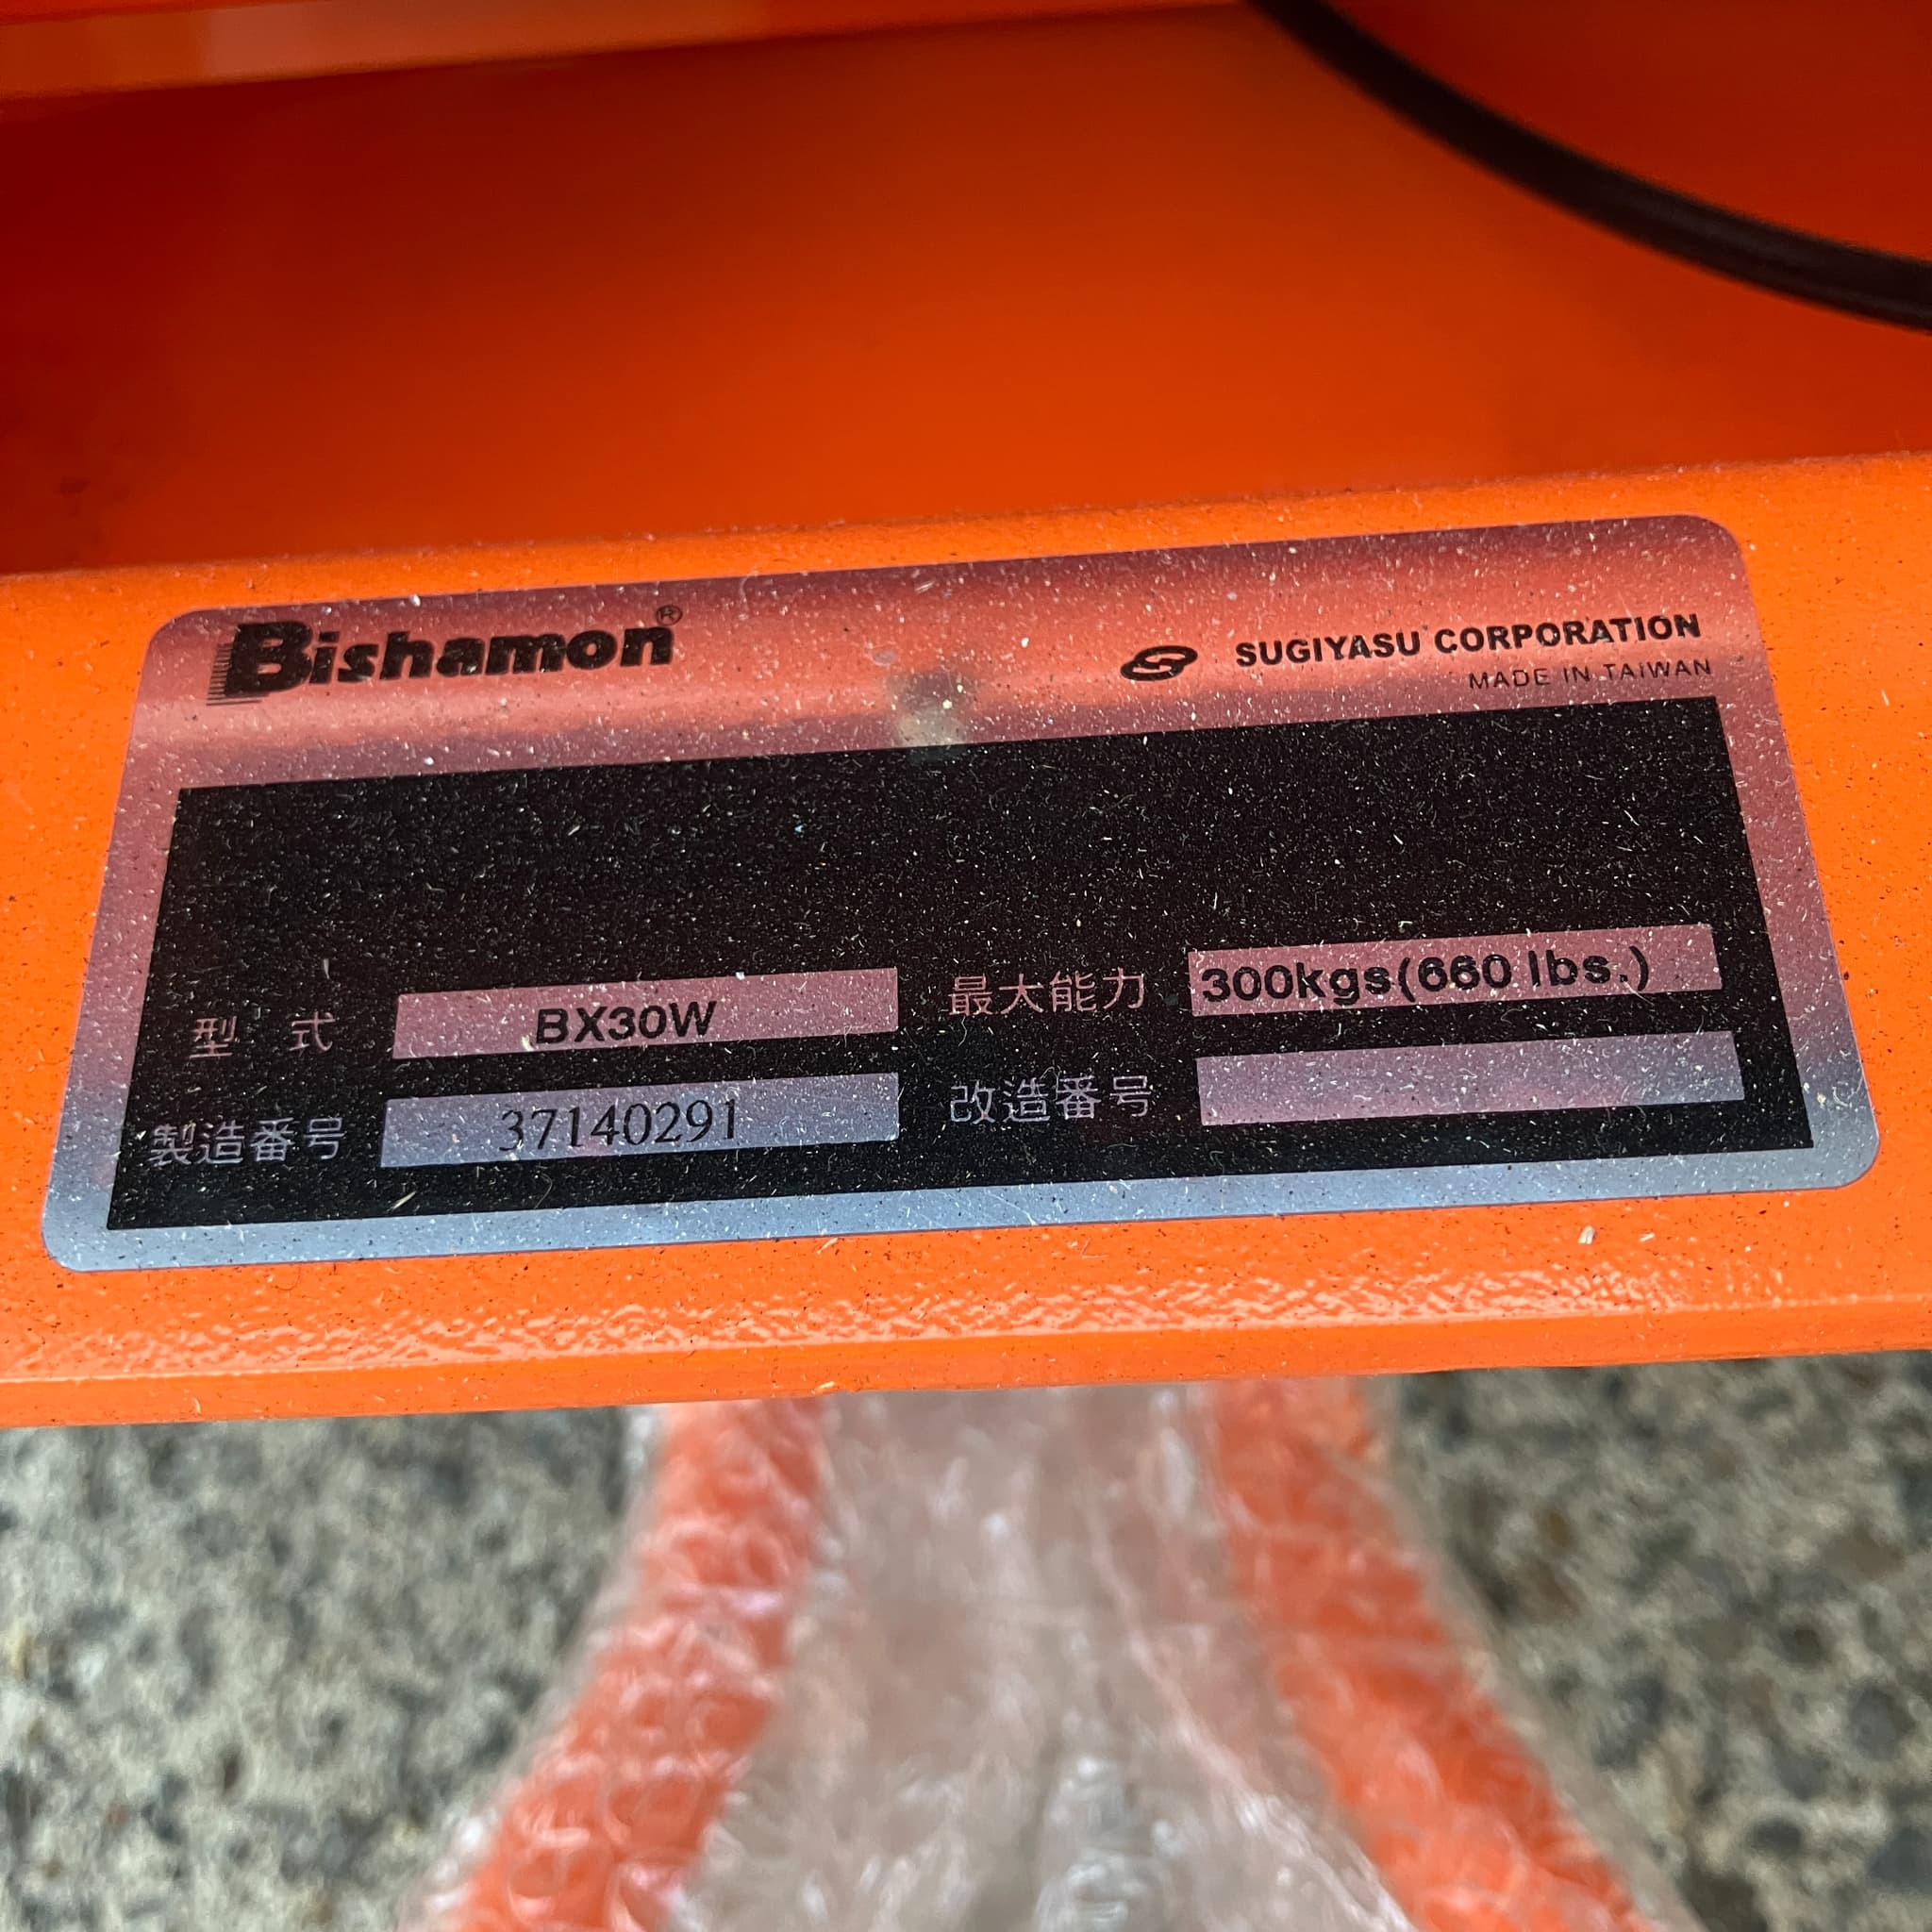 Bishamon®
SUGIYASU CORPORATION
MADE IN TAIWAN
型 式 BX30W 最大能力 300kgs(660 lbs.)
製造番号 37140291 改造番号